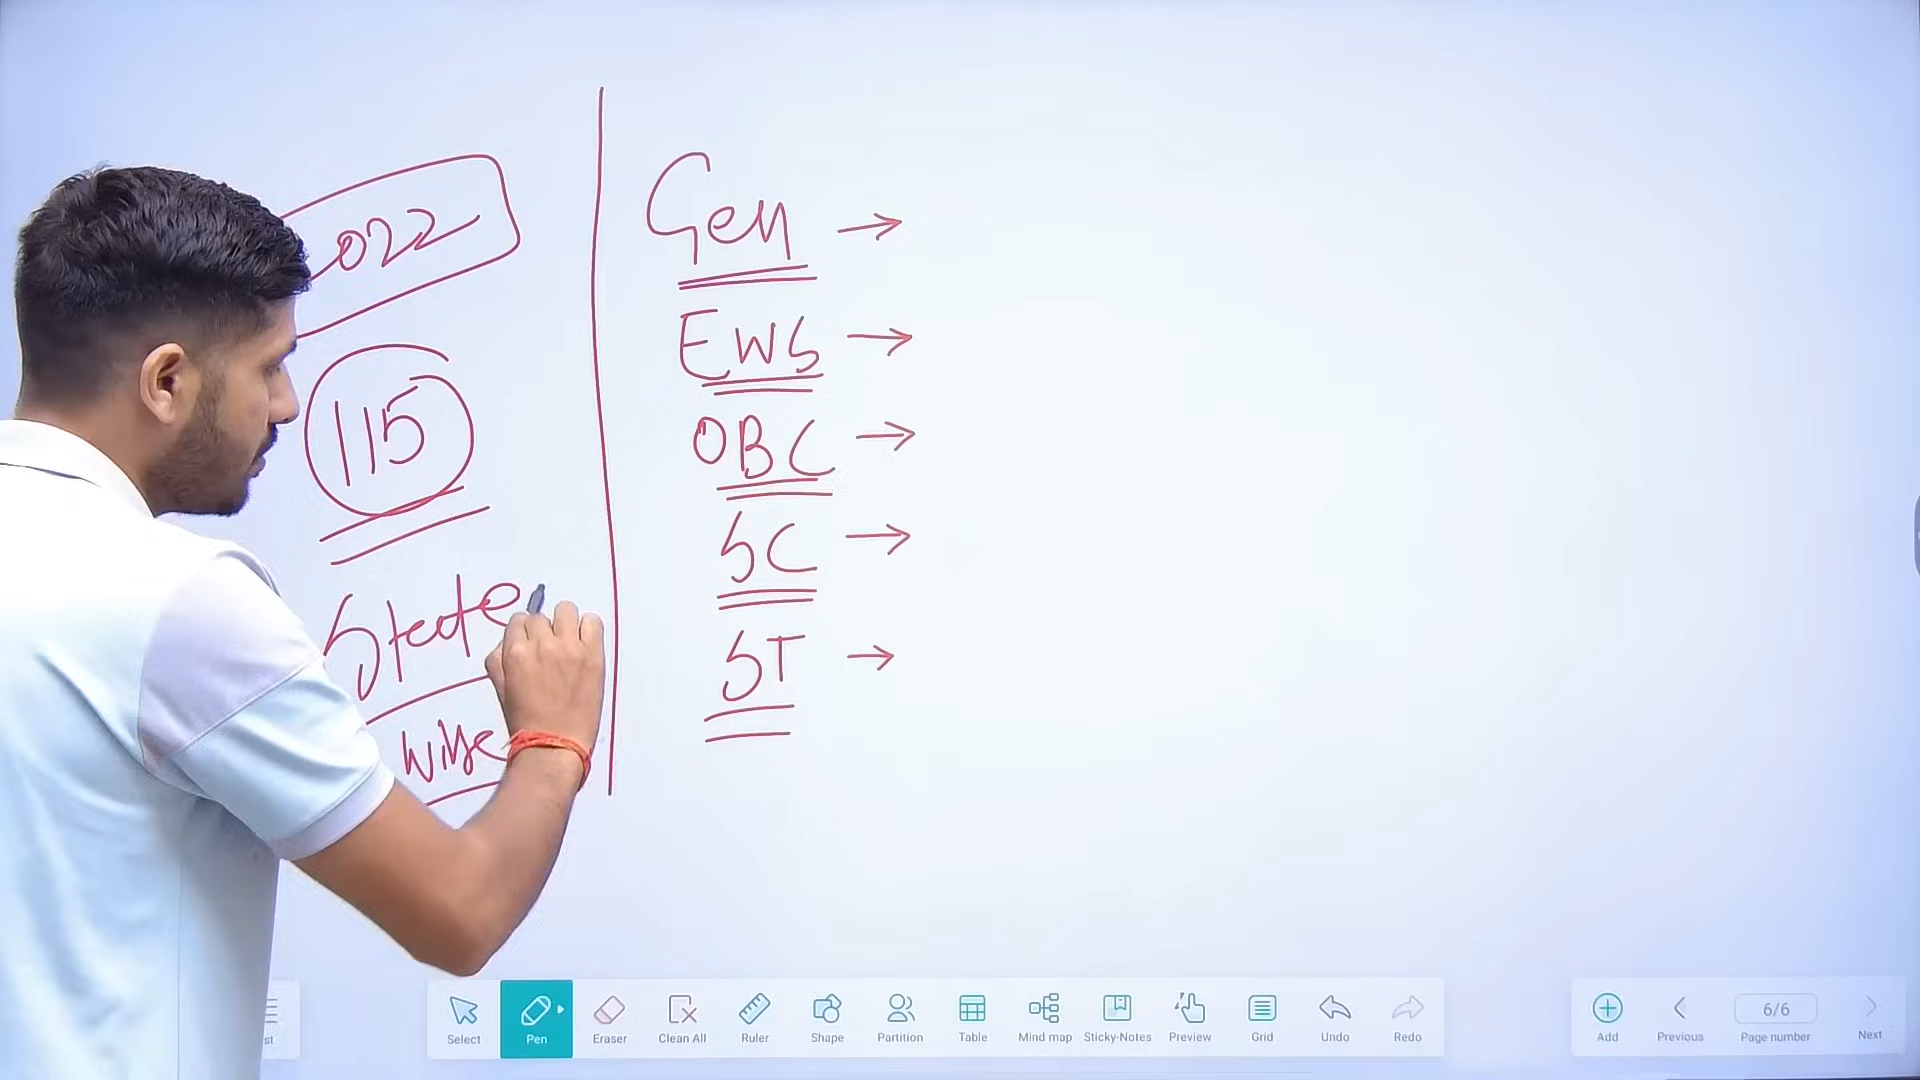 022
115
State
wise
Gen →
EWS →
OBC →
SC →
ST →
st
Select
Pen
Eraser
Clean All
Ruler
Shape
Partition
Table
Mind map
Sticky-Notes
Preview
Grid
Undo
Redo
Add
Previous
6/6
Page number
Next